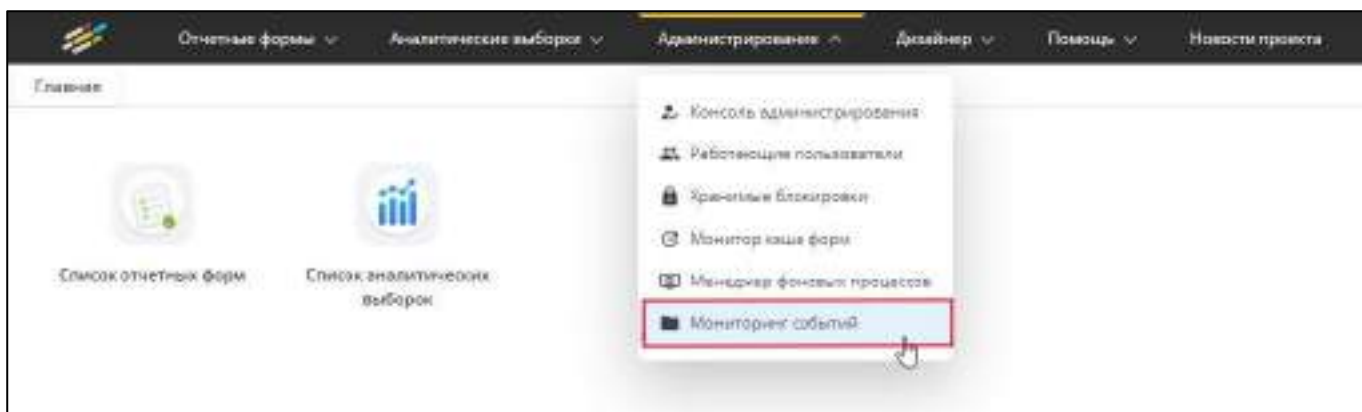 Отчетные формы Аналитические выборки Администрирование Дизайнер Помощь Новости проекта
Главная
Консоль администрирования
Работающие пользователи
Хранимые блокировки
Монитор кеша форм
Менеджер фоновых процессов
Мониторинг событий
Список отчетных форм
Список аналитических
выборок